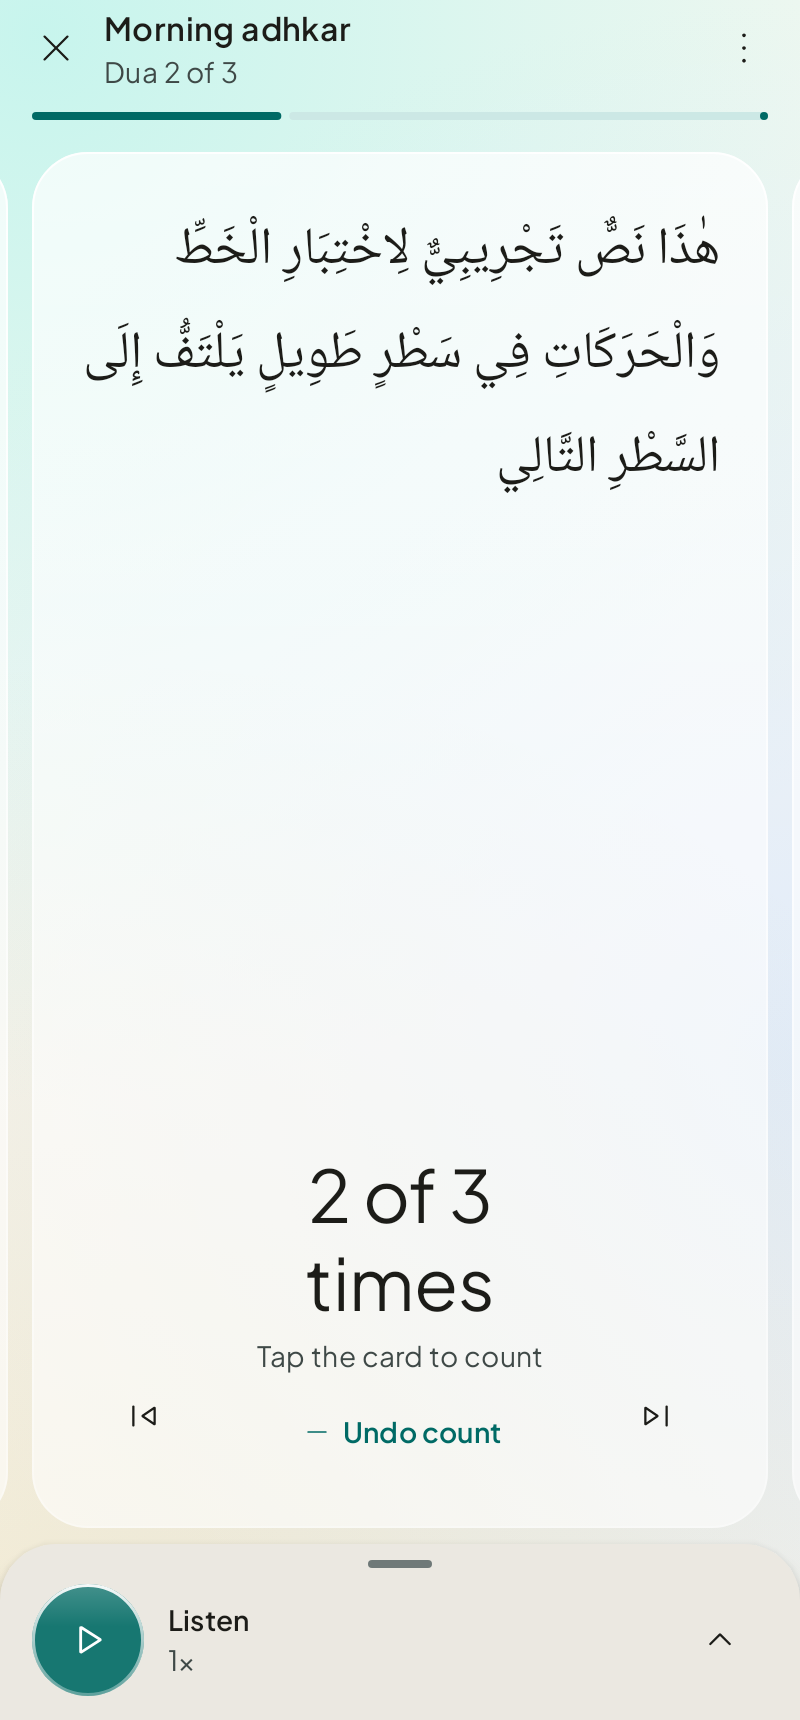 Morning adhkar
Dua 2 of 3
هٰذَا نَصٌّ تَجْرِيبِيٌّ لِاخْتِبَارِ الْخَطِّ
وَالْحَرَكَاتِ فِي سَطْرٍ طَوِيلٍ يَلْتَفُّ إِلَى
السَّطْرِ التَّالِي
2 of 3
times
Tap the card to count
Undo count
Listen
1×